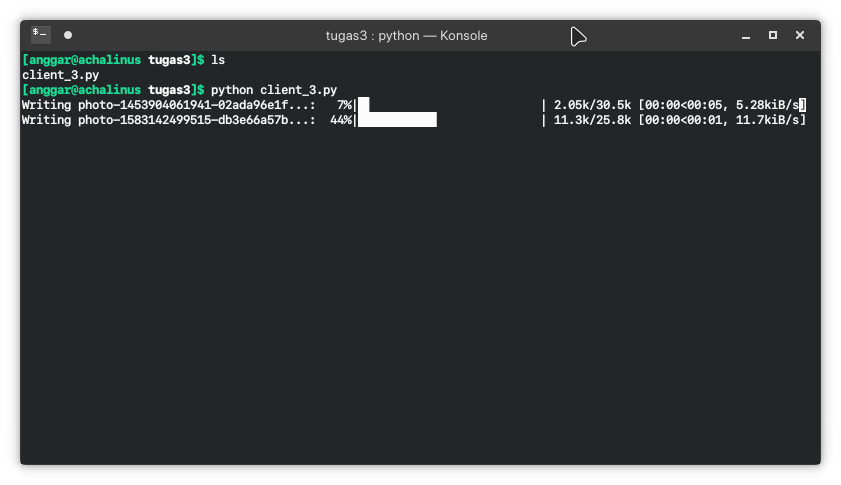 tugas3 : python — Konsole
[anggar@achalinus tugas3]$ ls
client_3.py
[anggar@achalinus tugas3]$ python client_3.py
Writing photo-1453904061941-02ada96e1f...:   7%|█                        | 2.05k/30.5k [00:00<00:05, 5.28kiB/s]
Writing photo-1583142499515-db3e66a57b...:  44%|███████████              | 11.3k/25.8k [00:00<00:01, 11.7kiB/s]